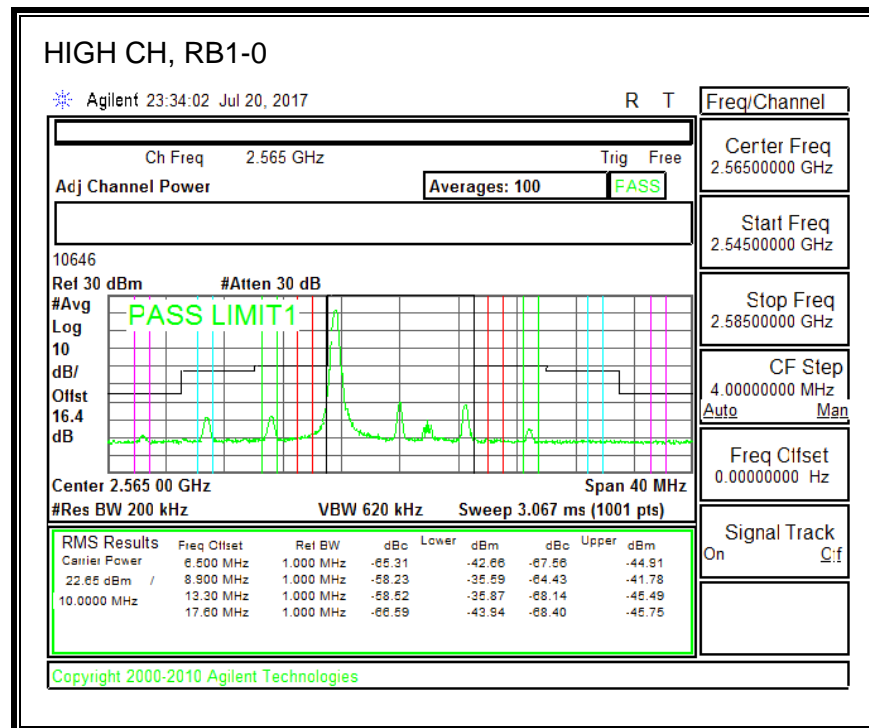 HIGH CH, RB1-0
Agilent 23:34:02 Jul 20, 2017 R T
Freq/Channel
Ch Freq 2.565 GHz Trig Free
Adj Channel Power Averages: 100 PASS
Center Freq
2.56500000 GHz
Start Freq
2.54500000 GHz
Stop Freq
2.58500000 GHz
CF Step
4.00000000 MHz
Auto Man
Freq Offset
0.00000000 Hz
Signal Track
On Off
10646
Ref 30 dBm #Atten 30 dB
#Avg
Log
10
dB/
Offst
16.4
dB
PASS LIMIT1
Center 2.565 00 GHz Span 40 MHz
#Res BW 200 kHz VBW 620 kHz Sweep 3.067 ms (1001 pts)
RMS Results Freq Offset Ref BW dBc Lower dBm dBc Upper dBm
Carrier Power 6.500 MHz 1.000 MHz -65.31 -42.66 -67.56 -44.91
22.65 dBm / 8.900 MHz 1.000 MHz -58.23 -35.59 -64.43 -41.78
10.0000 MHz 13.30 MHz 1.000 MHz -58.52 -35.87 -68.14 -45.49
17.60 MHz 1.000 MHz -66.59 -43.94 -68.40 -45.75
Copyright 2000-2010 Agilent Technologies